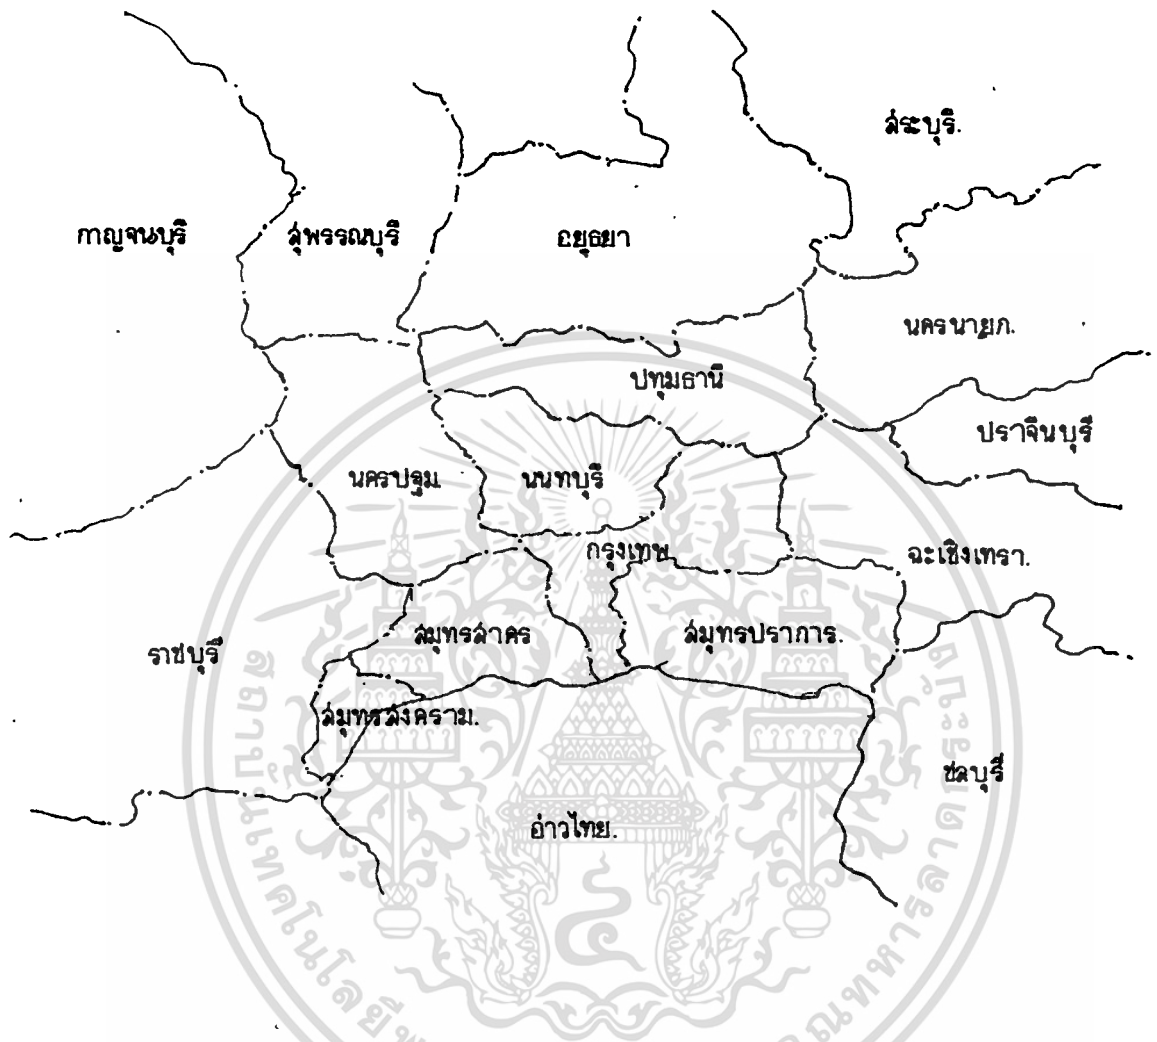 สระบุรี.
กาญจนบุรี
สุพรรณบุรี
อยุธยา
นครนายก.
ปทุมธานี
ปราจีนบุรี
นครปฐม
นนทบุรี
กรุงเทพ
ฉะเชิงเทรา.
สมุทรสาคร
สมุทรปราการ.
ราชบุรี
สมุทรสงคราม.
ชลบุรี
อ่าวไทย.